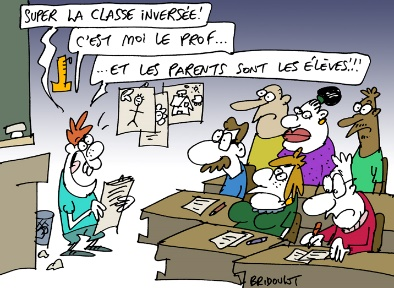 SUPER LA CLASSE INVERSÉE!
C'EST MOI LE PROF...
...ET LES PARENTS SONT LES ÉLÈVES!!!
BRIDOULOT